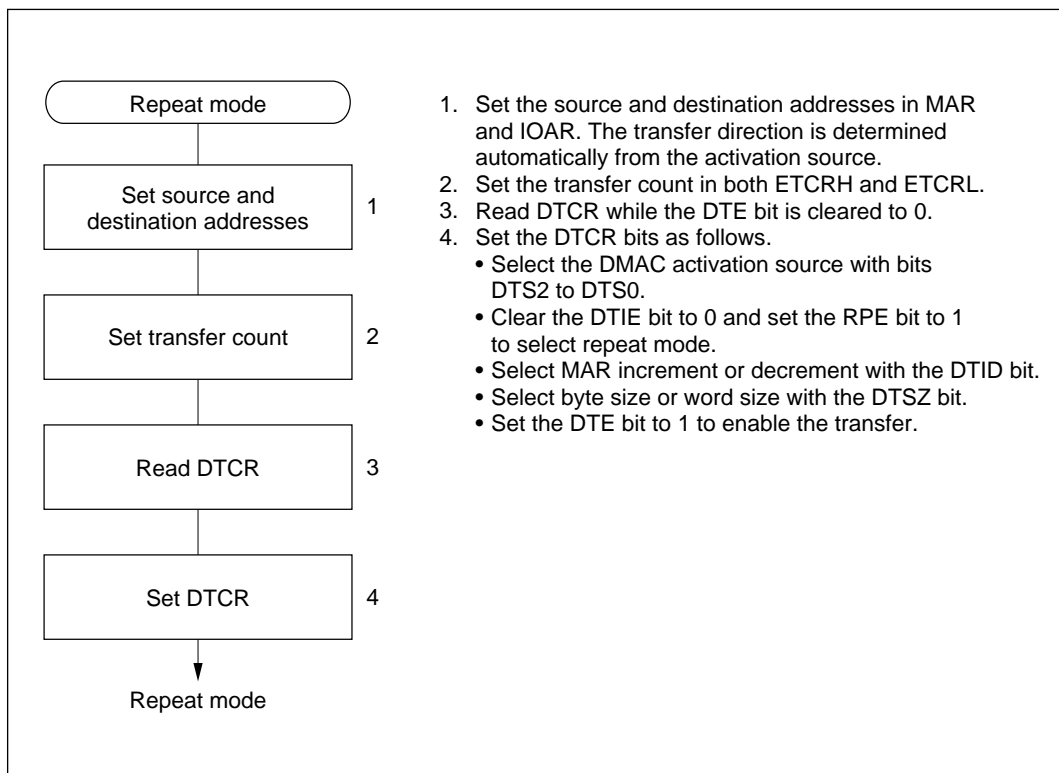 Repeat mode
Set source and
destination addresses
1
Set transfer count
2
Read DTCR
3
Set DTCR
4
Repeat mode
1. Set the source and destination addresses in MAR
and IOAR. The transfer direction is determined
automatically from the activation source.
2. Set the transfer count in both ETCRH and ETCRL.
3. Read DTCR while the DTE bit is cleared to 0.
4. Set the DTCR bits as follows.
• Select the DMAC activation source with bits
DTS2 to DTS0.
• Clear the DTIE bit to 0 and set the RPE bit to 1
to select repeat mode.
• Select MAR increment or decrement with the DTID bit.
• Select byte size or word size with the DTSZ bit.
• Set the DTE bit to 1 to enable the transfer.